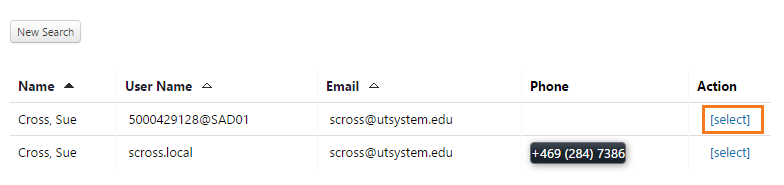 New Search
Name User Name Email Phone Action
Cross, Sue 5000429128@SAD01 scross@utsystem.edu [select]
Cross, Sue scross.local scross@utsystem.edu +469 (284) 7386 [select]